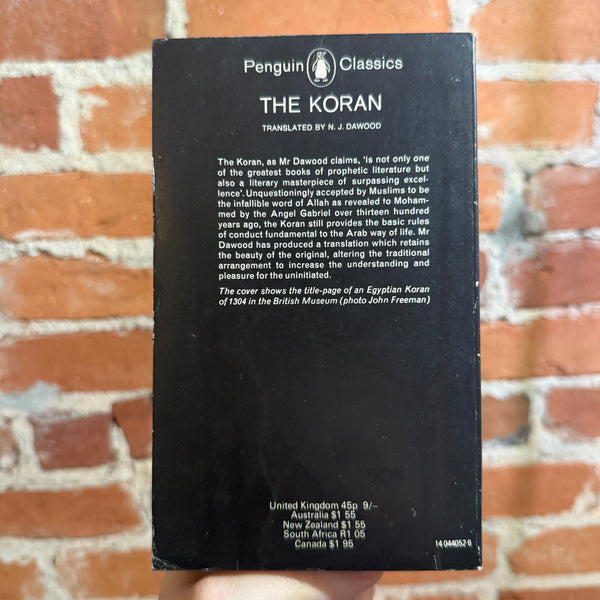 Penguin Classics
THE KORAN
TRANSLATED BY N. J. DAWOOD
The Koran, as Mr Dawood claims, 'is not only one
of the greatest books of prophetic literature but
also a literary masterpiece of surpassing excel-
lence'. Unquestioningly accepted by Muslims to be
the infallible word of Allah as revealed to Moham-
med by the Angel Gabriel over thirteen hundred
years ago, the Koran still provides the basic rules
of conduct fundamental to the Arab way of life. Mr
Dawood has produced a translation which retains
the beauty of the original, altering the traditional
arrangement to increase the understanding and
pleasure for the uninitiated.
The cover shows the title-page of an Egyptian Koran
of 1304 in the British Museum (photo John Freeman)
United Kingdom 45p 9/–
Australia $1 55
New Zealand $1 55
South Africa R1 05
Canada $1 95
14 044052 6